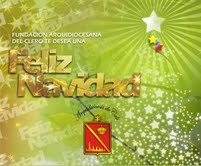 FUNDACIÓN ARQUIDIOCESANA
DEL CLERO TE DESEA UNA
Feliz
Navidad